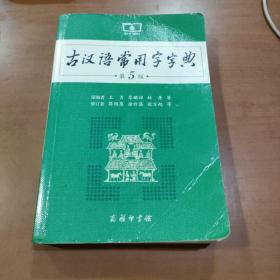 古汉语常用字字典
第5版
原编者 王力 岑麒祥 林焘 等
修订者 蒋绍愚 唐作藩 张万起 等
商务印书馆